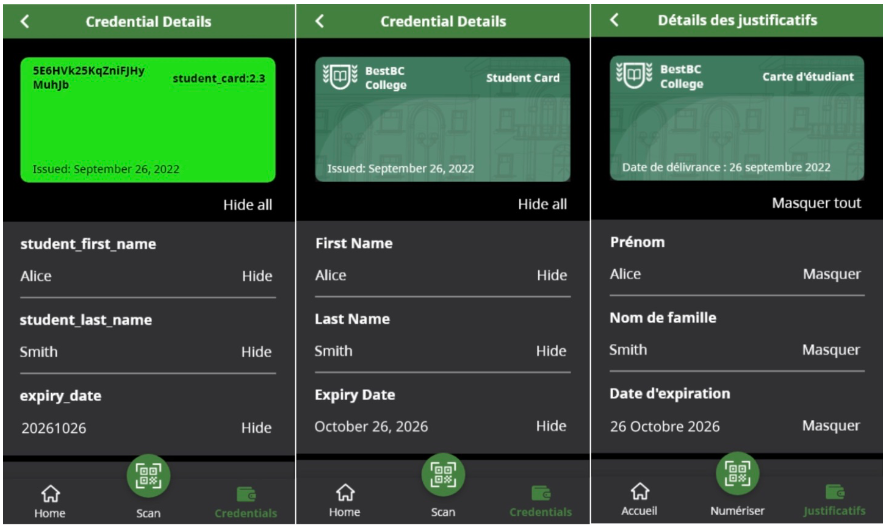 Credential Details
5E6HVk25KqZniFJHy
MuhJb
student_card:2.3
Issued: September 26, 2022
Hide all
student_first_name
Alice
Hide
student_last_name
Smith
Hide
expiry_date
20261026
Hide
Home
Scan
Credentials
Credential Details
BestBC
College
Student Card
Issued: September 26, 2022
Hide all
First Name
Alice
Hide
Last Name
Smith
Hide
Expiry Date
October 26, 2026
Hide
Home
Scan
Credentials
Détails des justificatifs
BestBC
College
Carte d'étudiant
Date de délivrance : 26 septembre 2022
Masquer tout
Prénom
Alice
Masquer
Nom de famille
Smith
Masquer
Date d'expiration
26 Octobre 2026
Masquer
Accueil
Numériser
Justificatifs